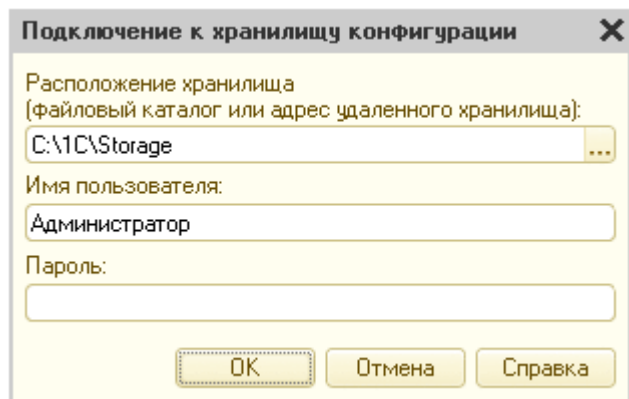 Подключение к хранилищу конфигурации
Расположение хранилища
(файловый каталог или адрес удаленного хранилища):
C:\1C\Storage
...
Имя пользователя:
Администратор
Пароль:
ОК Отмена Справка